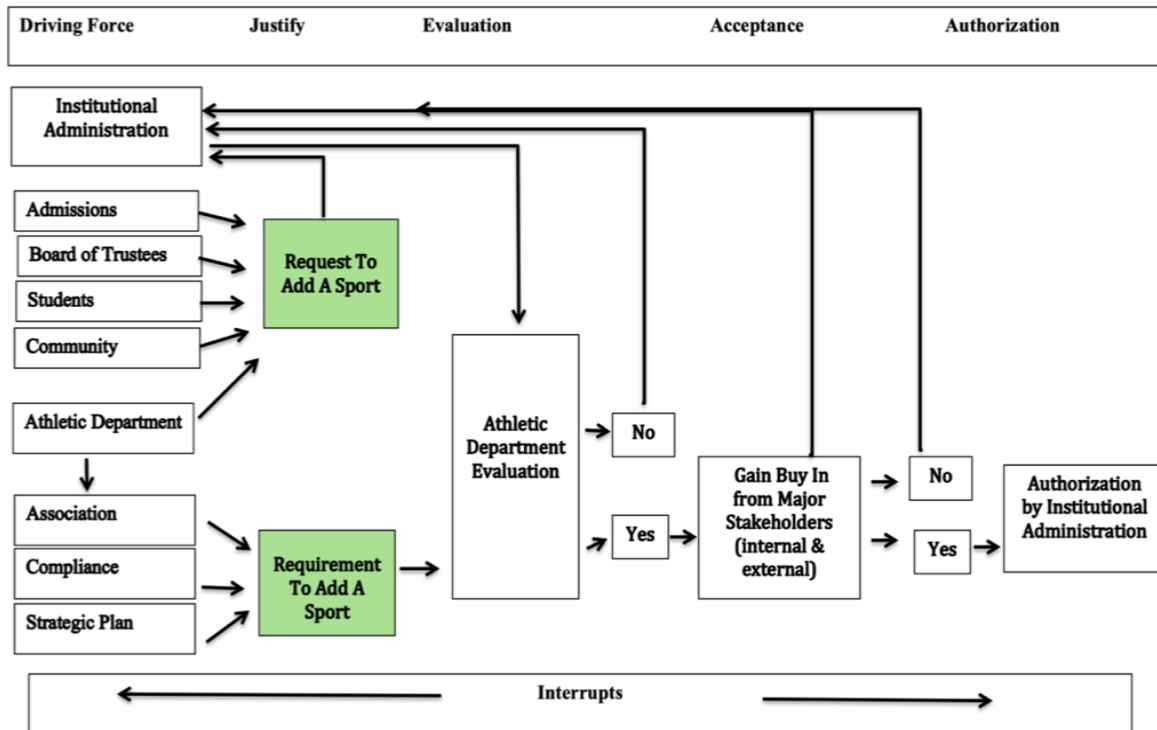 Driving Force Justify Evaluation Acceptance Authorization
Institutional
Administration
Admissions
Board of Trustees
Students
Community
Request To
Add A Sport
Athletic Department
Association
Compliance
Strategic Plan
Requirement
To Add A
Sport
Athletic
Department
Evaluation
No
Yes
Gain Buy In
from Major
Stakeholders
(internal &
external)
No
Yes
Authorization
by Institutional
Administration
Interrupts